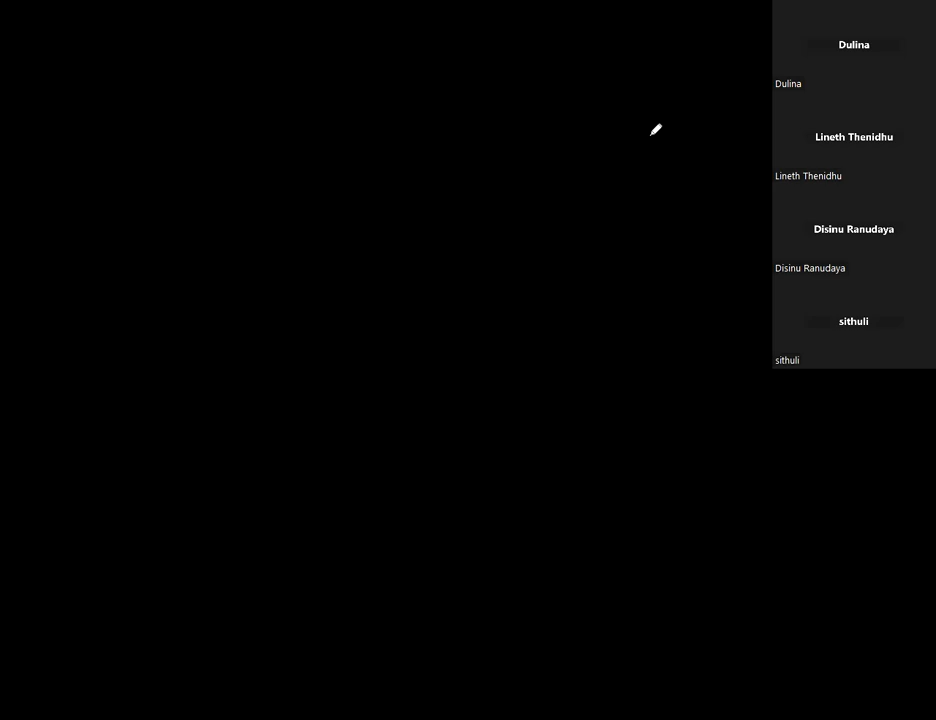 Dulina
Dulina
Lineth Thenidhu
Lineth Thenidhu
Disinu Ranudaya
Disinu Ranudaya
sithuli
sithuli